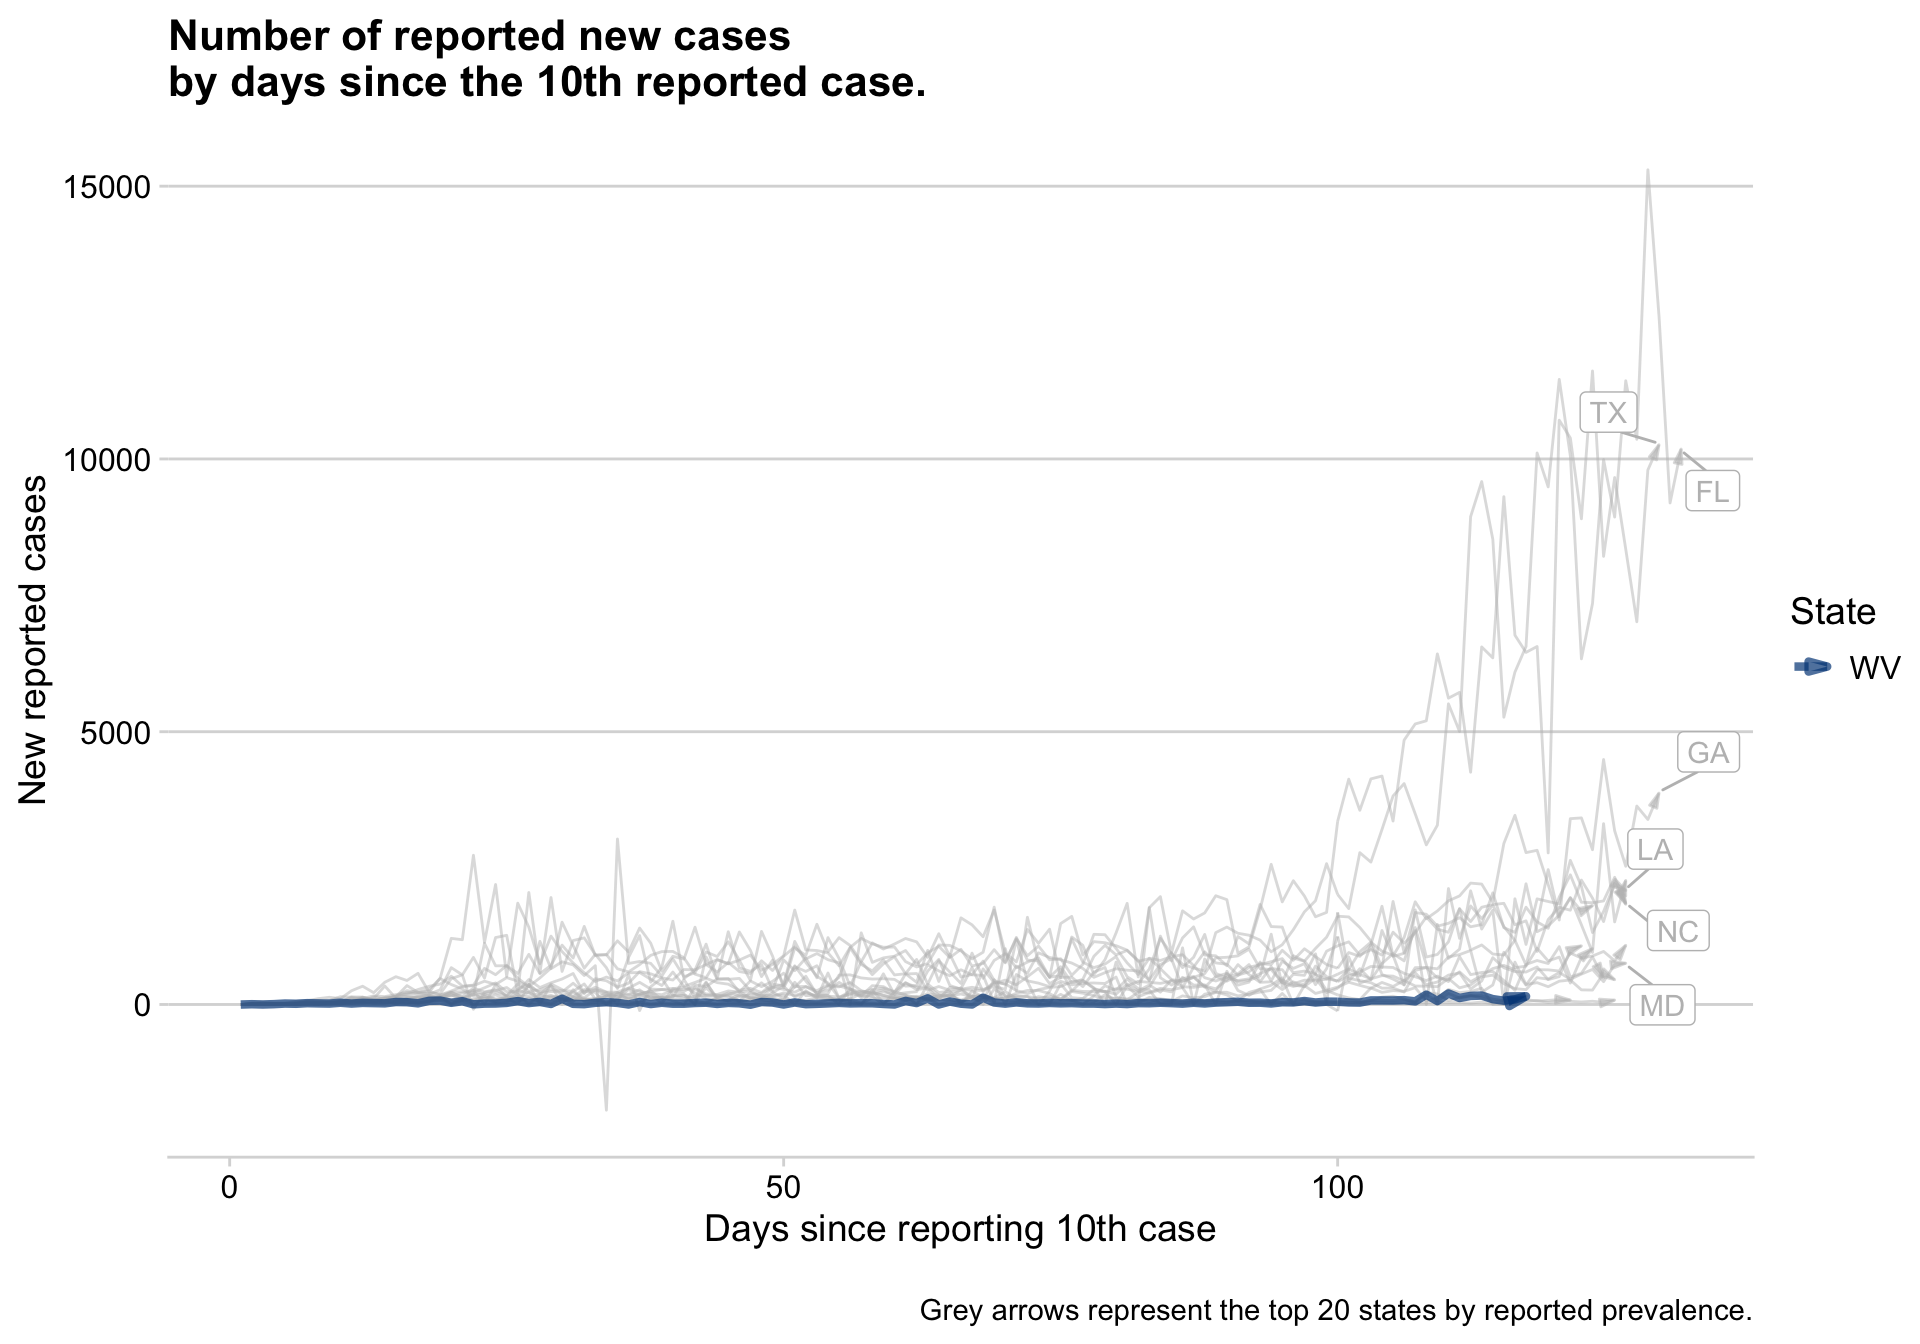 Number of reported new cases
by days since the 10th reported case.
15000
10000
5000
0
New reported cases
TX
FL
GA
LA
NC
MD
State
WV
0
50
100
Days since reporting 10th case
Grey arrows represent the top 20 states by reported prevalence.